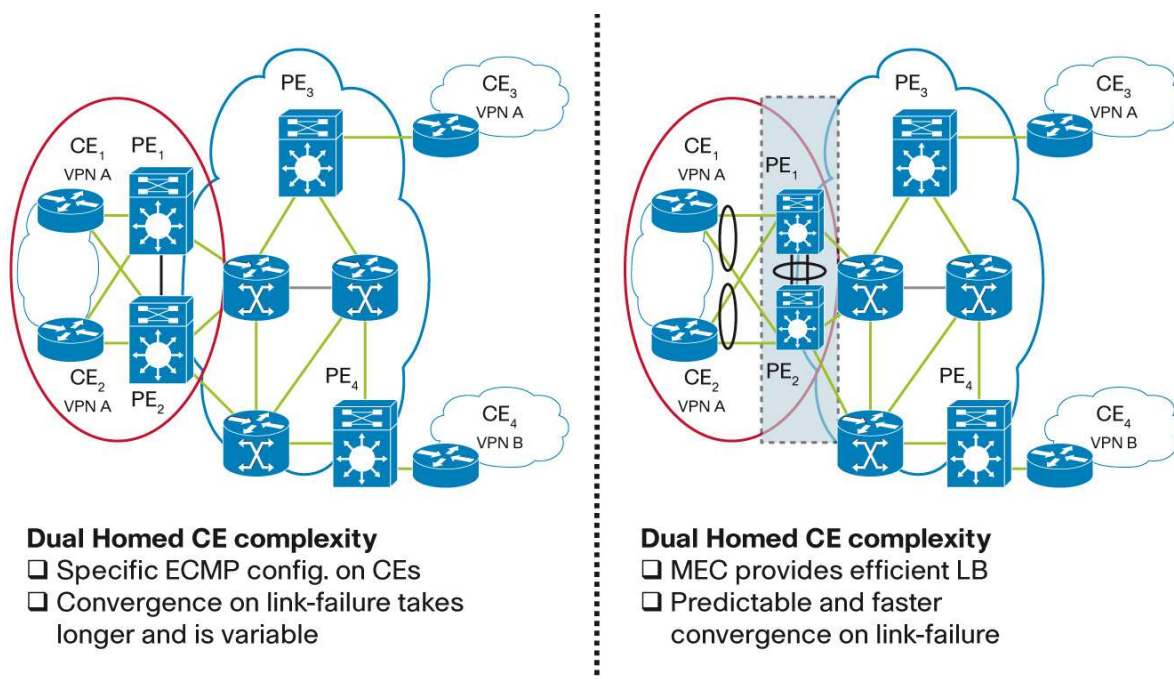 PE3
CE3
VPN A
CE1
VPN A
PE1
CE2
VPN A
PE2
PE4
CE4
VPN B
Dual Homed CE complexity
❑ Specific ECMP config. on CEs
❑ Convergence on link-failure takes
longer and is variable
PE3
CE3
VPN A
CE1
VPN A
PE1
CE2
VPN A
PE2
PE4
CE4
VPN B
Dual Homed CE complexity
❑ MEC provides efficient LB
❑ Predictable and faster
convergence on link-failure